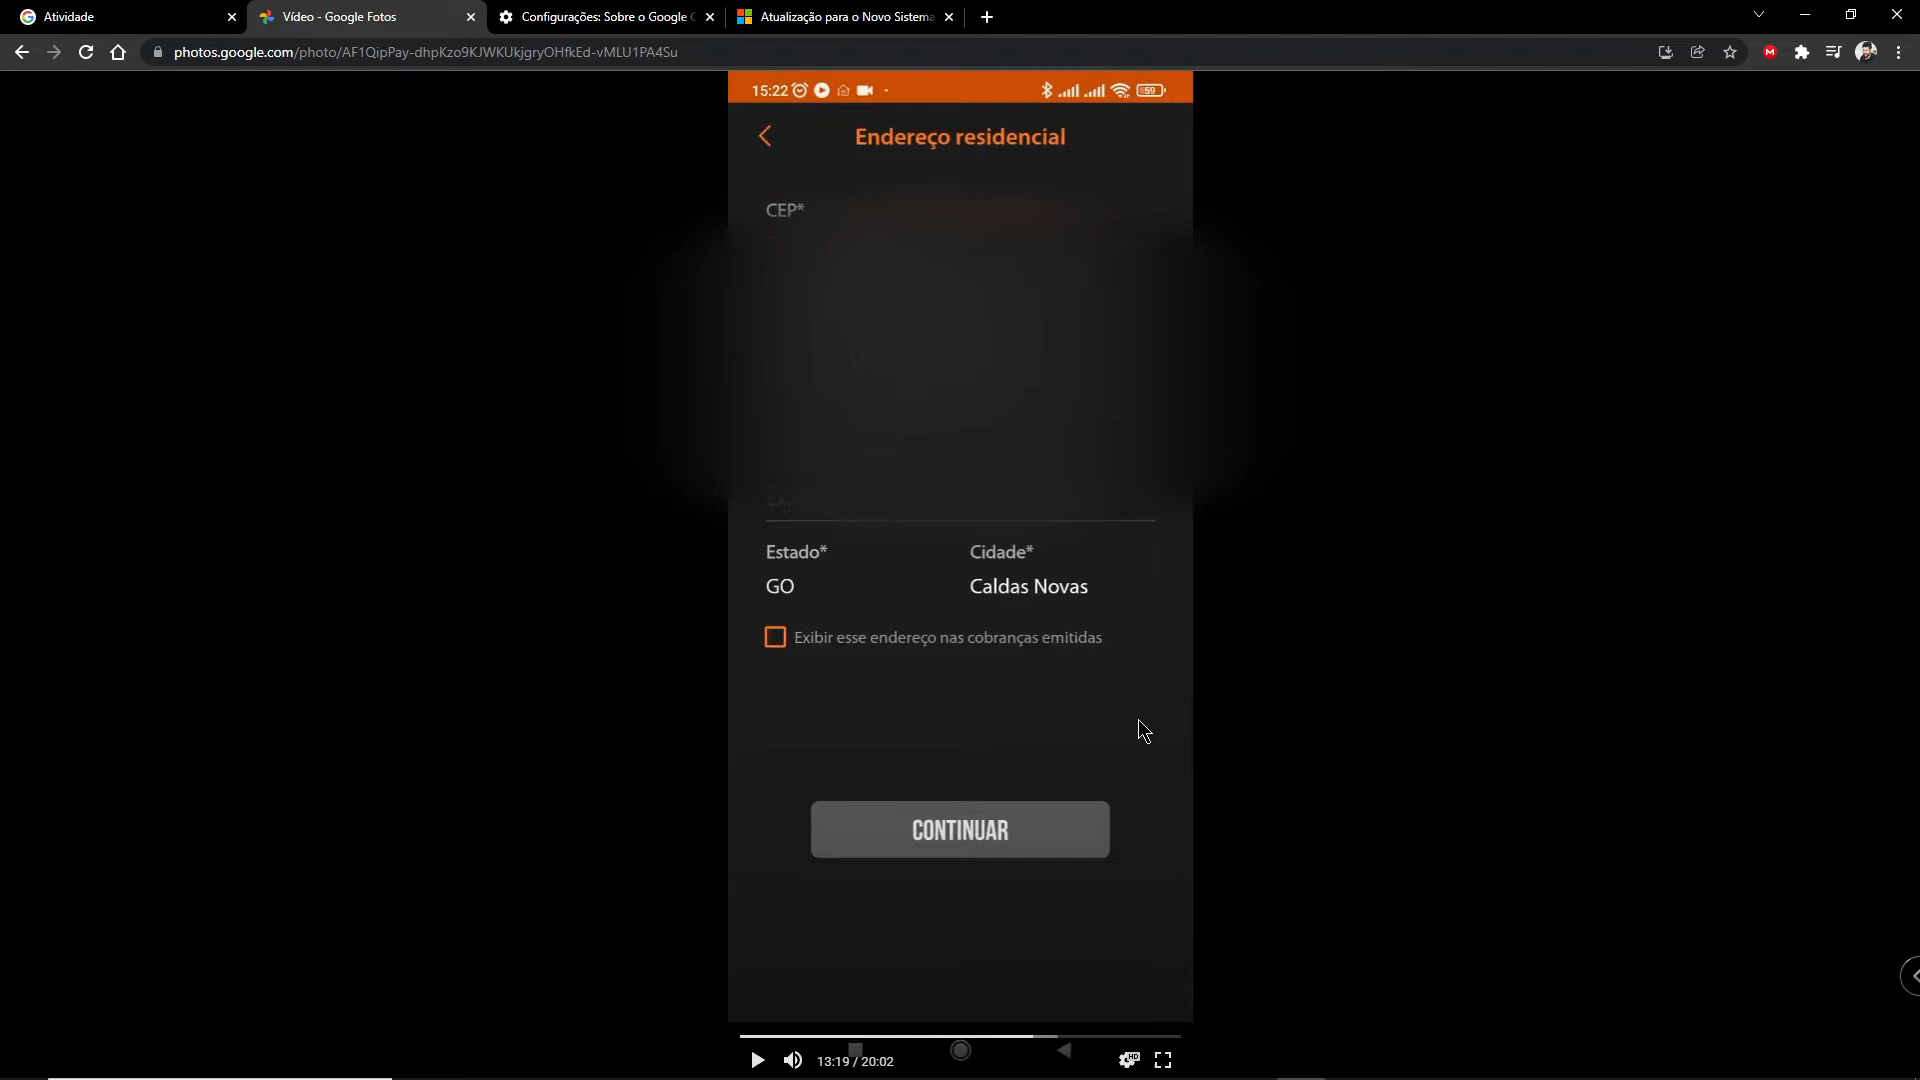 Atividade
Vídeo - Google Fotos
Configurações: Sobre o Google C
Atualização para o Novo Sistema
photos.google.com/photo/AF1QipPay-dhpKzo9KJWKUkjgryOHfkEd-vMLU1PA4Su
15:22
59
Endereço residencial
CEP*
Estado*
Cidade*
GO
Caldas Novas
Exibir esse endereço nas cobranças emitidas
CONTINUAR
13:19 / 20:02
HD